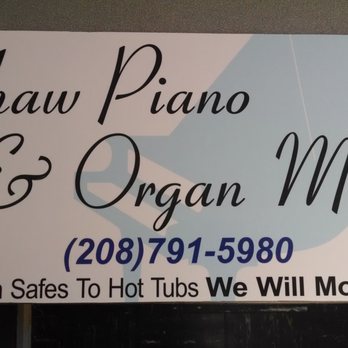 haw Piano
& Organ M
(208)791-5980
Safes To Hot Tubs We Will Mo